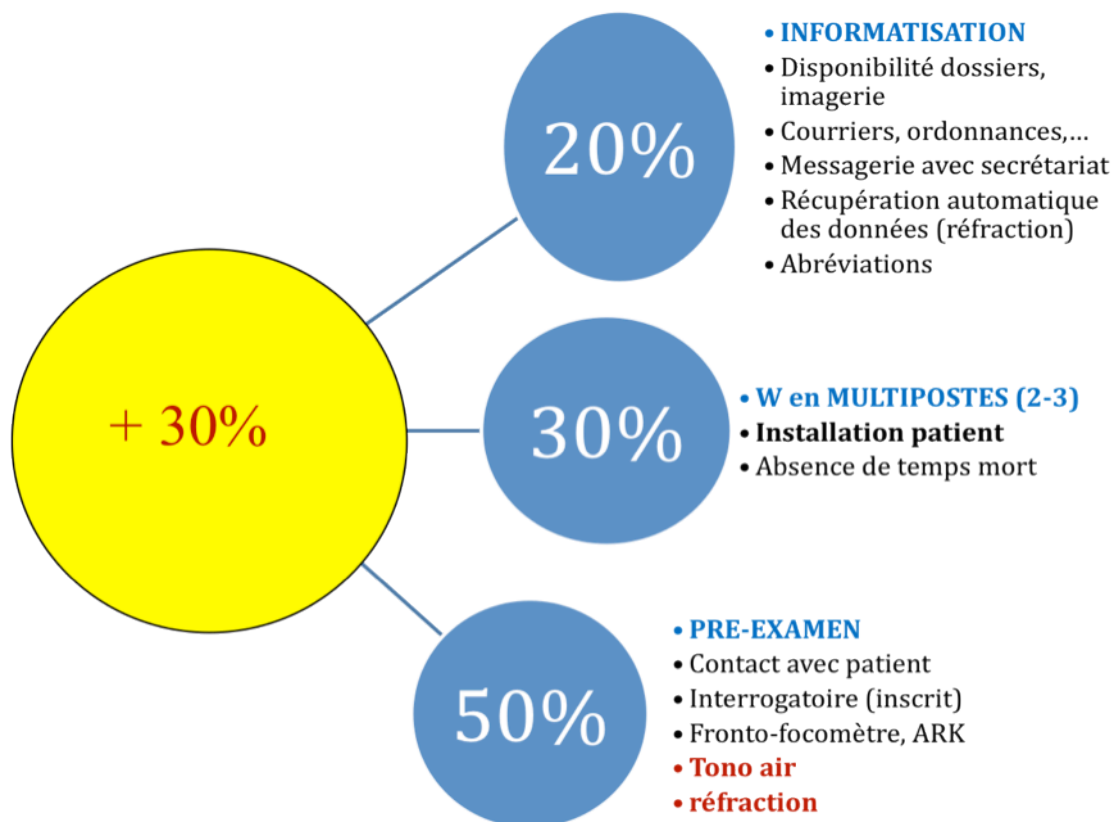 + 30%
20%
• INFORMATISATION
• Disponibilité dossiers,
imagerie
• Courriers, ordonnances,...
• Messagerie avec secrétariat
• Récupération automatique
des données (réfraction)
• Abréviations
30%
• W en MULTIPOSTES (2-3)
• Installation patient
• Absence de temps mort
50%
• PRE-EXAMEN
• Contact avec patient
• Interrogatoire (inscrit)
• Fronto-focomètre, ARK
• Tono air
• réfraction